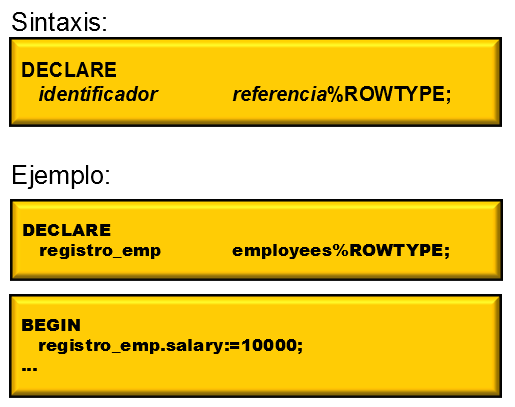 Sintaxis:
DECLARE
identificador referencia%ROWTYPE;
Ejemplo:
DECLARE
registro_emp employees%ROWTYPE;
BEGIN
registro_emp.salary:=10000;
...